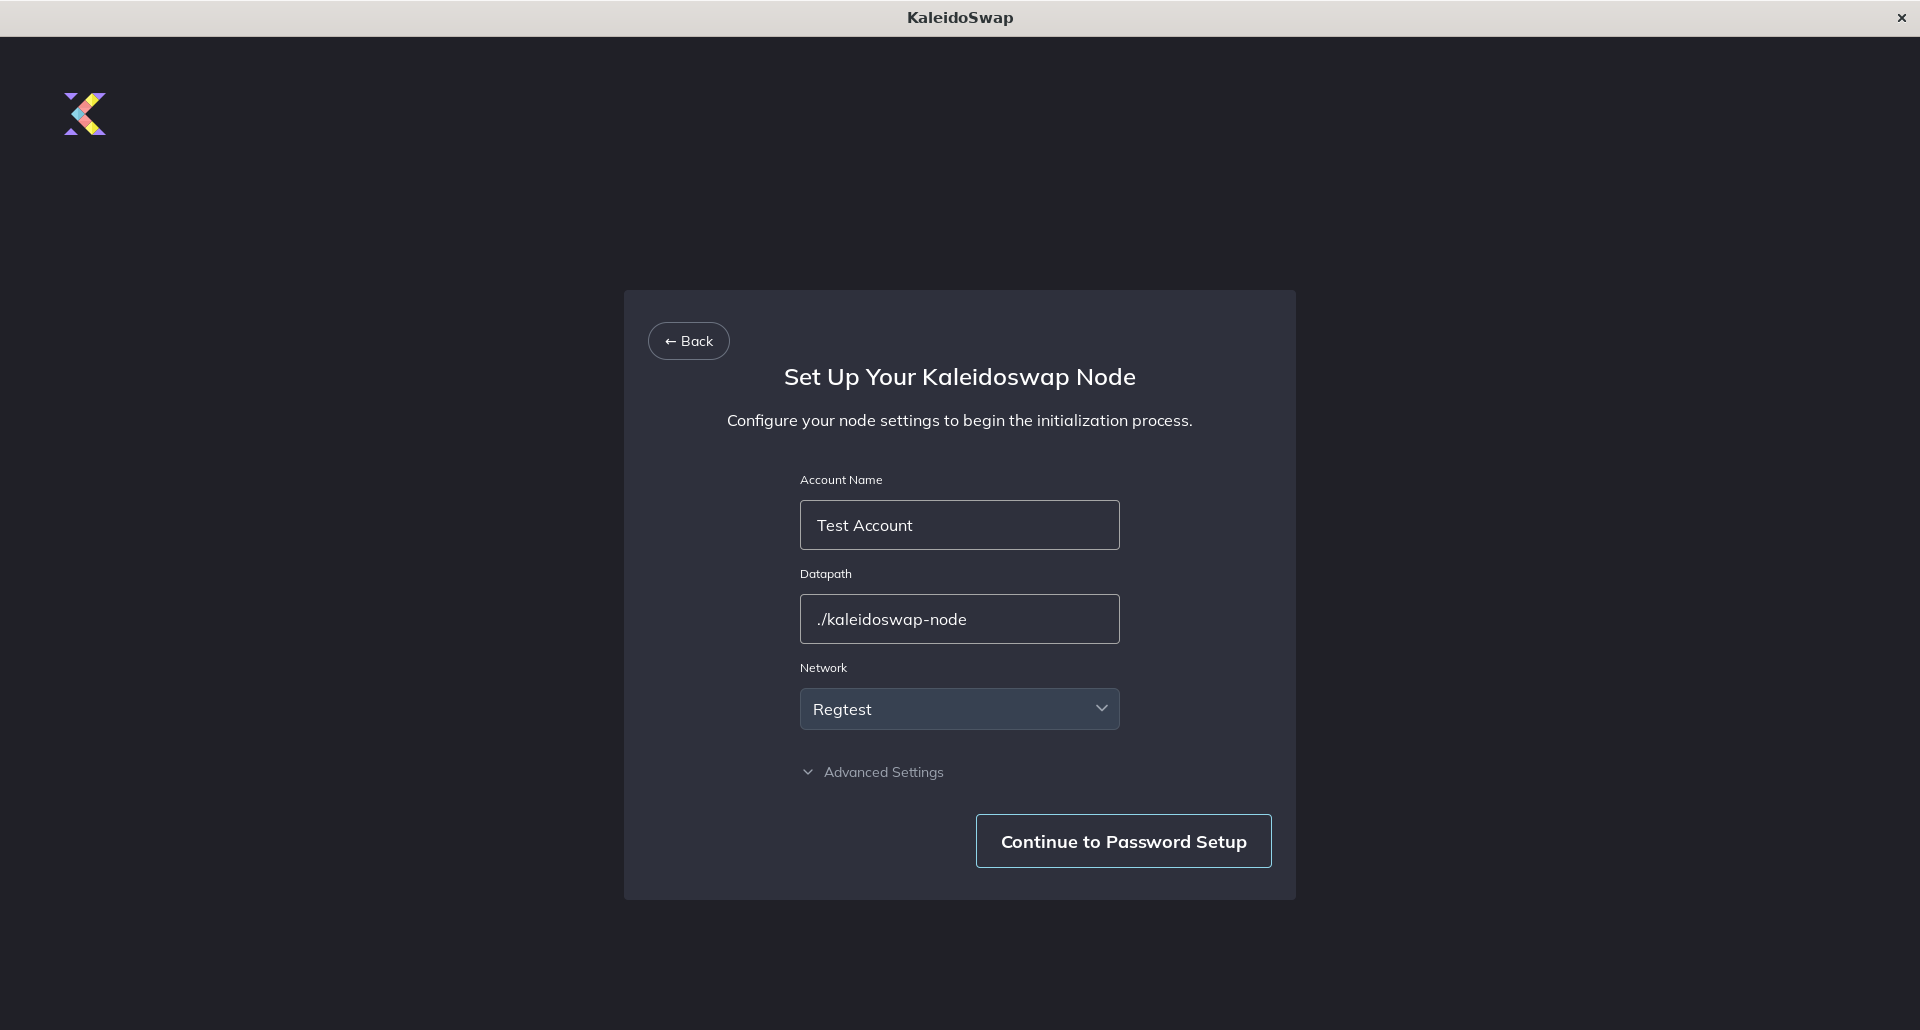 KaleidoSwap
← Back
Set Up Your Kaleidoswap Node
Configure your node settings to begin the initialization process.
Account Name
Test Account
Datapath
./kaleidoswap-node
Network
Regtest
Advanced Settings
Continue to Password Setup